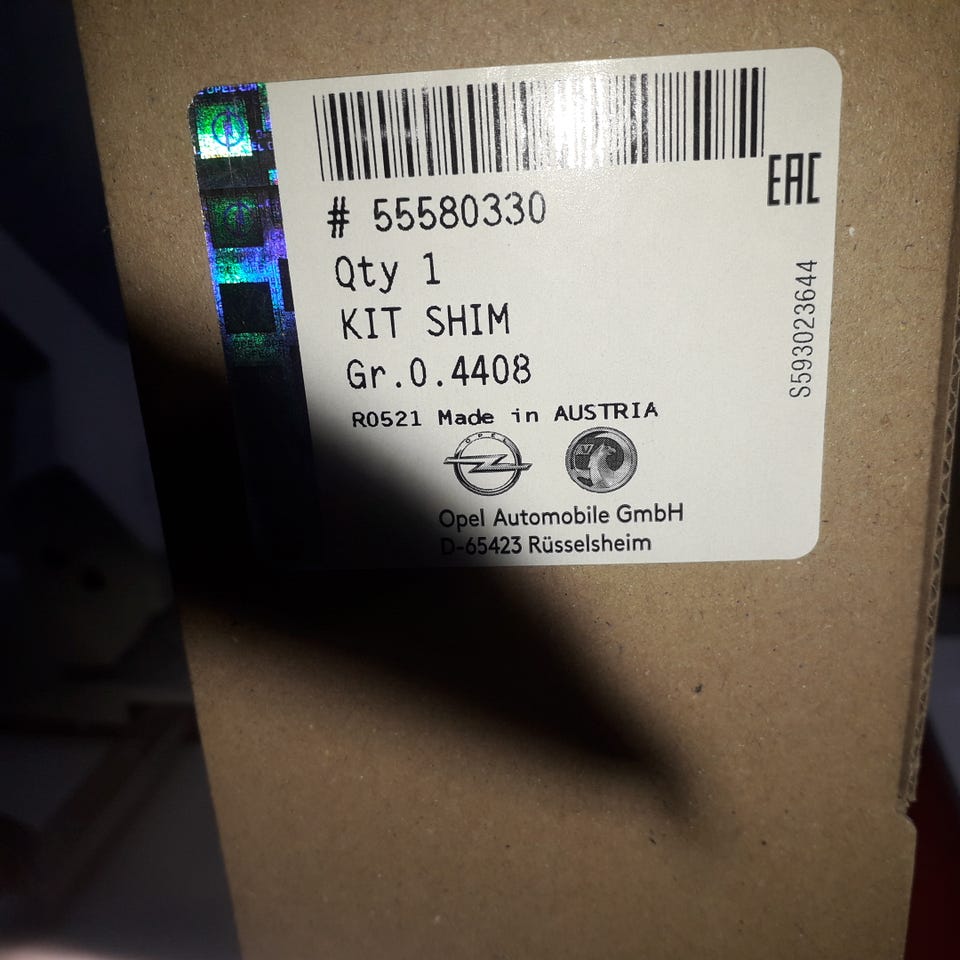 # 55580330
EAC
Qty 1
KIT SHIM
Gr.0.4408
S593023644
R0521 Made in AUSTRIA
OPEL
Opel Automobile GmbH
D-65423 Rüsselsheim